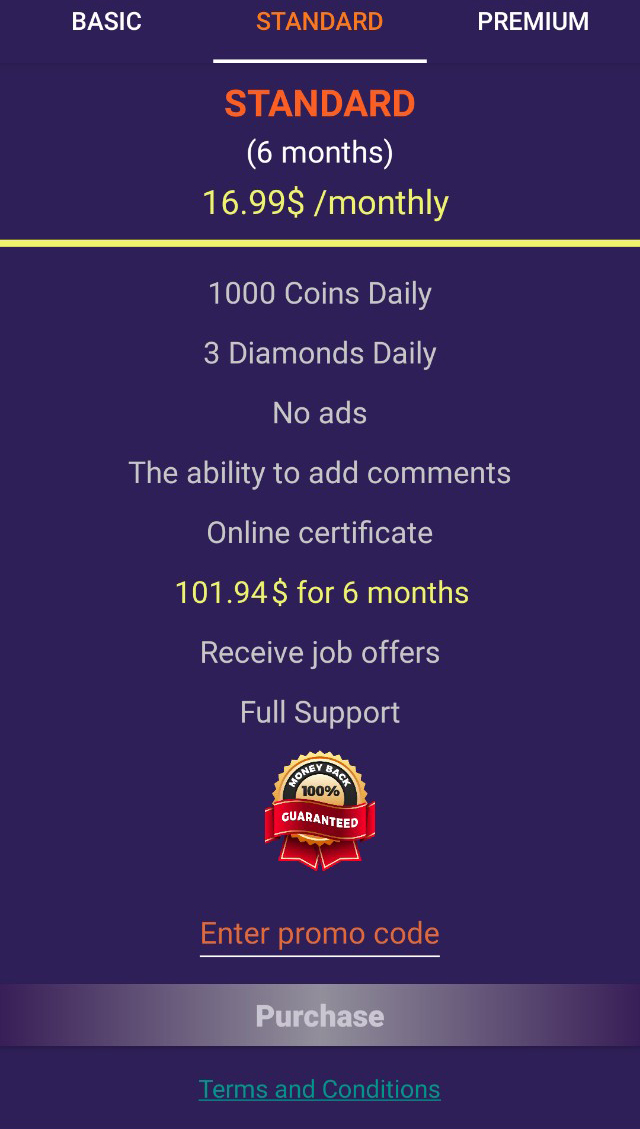 BASIC STANDARD PREMIUM
STANDARD
(6 months)
16.99$ /monthly
1000 Coins Daily
3 Diamonds Daily
No ads
The ability to add comments
Online certificate
101.94$ for 6 months
Receive job offers
Full Support
MONEY BACK
100%
GUARANTEED
Enter promo code
Purchase
Terms and Conditions